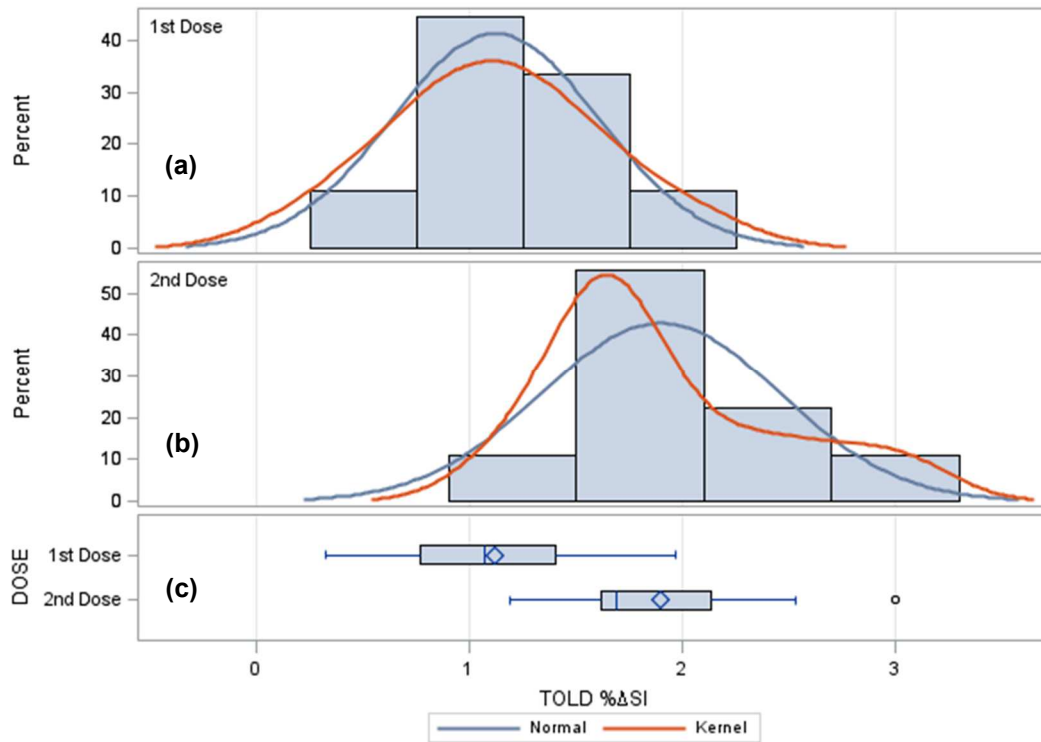 1st Dose
40
30
20
10
0
Percent
(a)
2nd Dose
50
40
30
20
10
0
Percent
(b)
DOSE
1st Dose
2nd Dose
(c)
0 1 2 3
TOLD %ΔSI
Normal Kernel